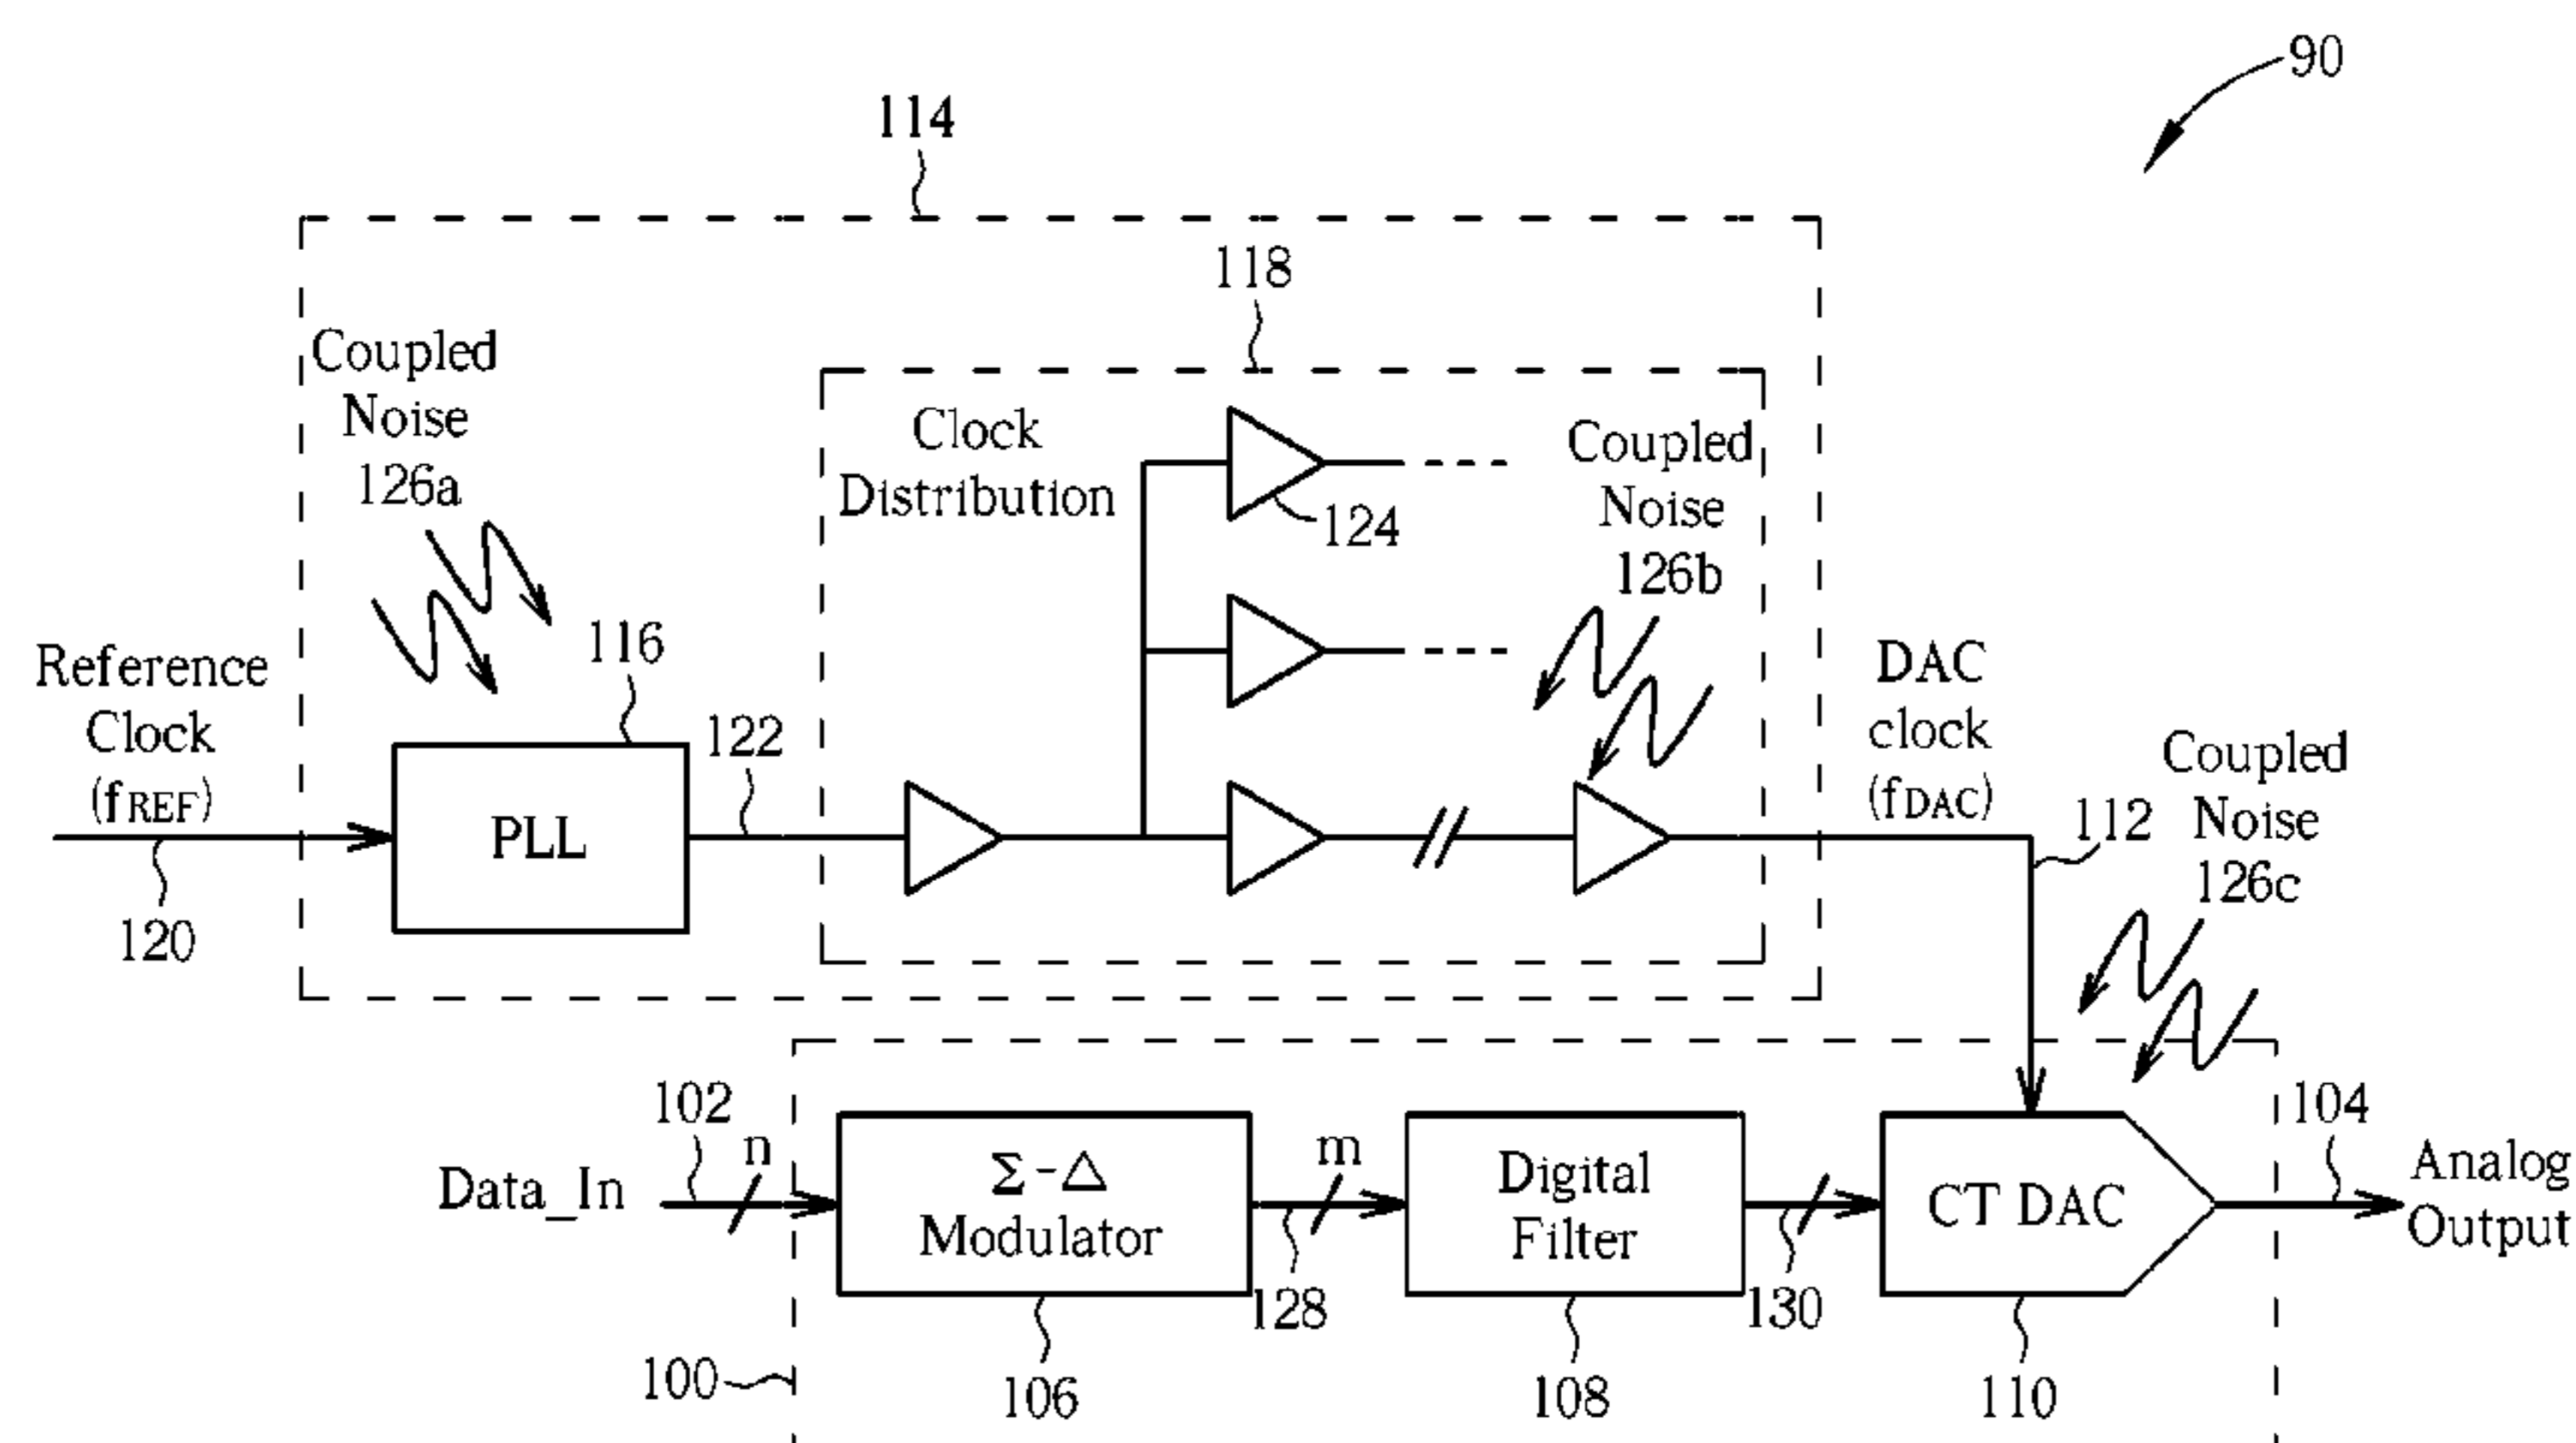 90
114
118
Coupled
Noise
126a
Clock
Distribution
124
Coupled
Noise
126b
Reference
Clock
(fREF)
120
116
PLL
122
DAC
clock
(fDAC)
112
Coupled
Noise
126c
Data_In
102
n
Σ-Δ
Modulator
106
m
128
Digital
Filter
108
130
CT DAC
110
104
Analog
Output
100